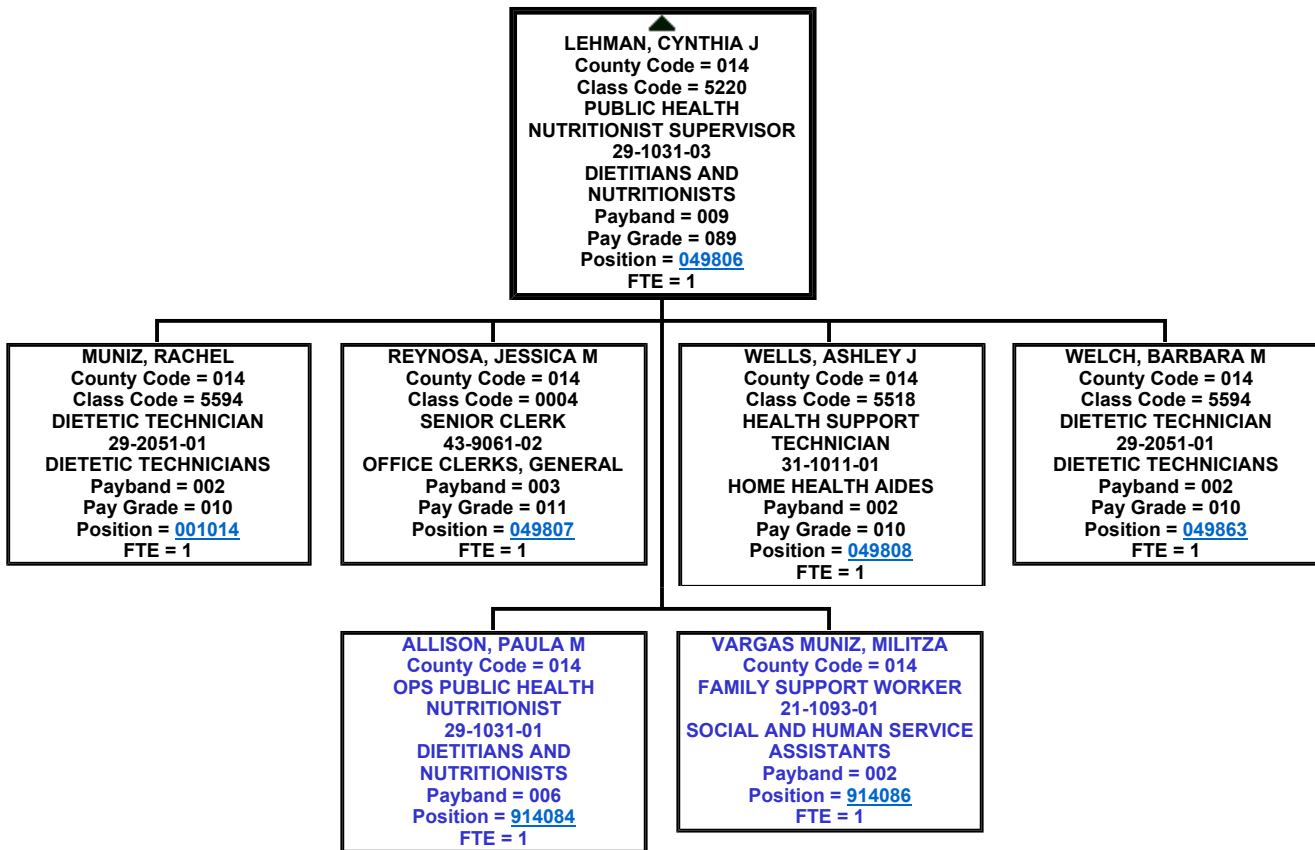 LEHMAN, CYNTHIA J
County Code = 014
Class Code = 5220
PUBLIC HEALTH
NUTRITIONIST SUPERVISOR
29-1031-03
DIETITIANS AND
NUTRITIONISTS
Payband = 009
Pay Grade = 089
Position = 049806
FTE = 1
MUNIZ, RACHEL
County Code = 014
Class Code = 5594
DIETETIC TECHNICIAN
29-2051-01
DIETETIC TECHNICIANS
Payband = 002
Pay Grade = 010
Position = 001014
FTE = 1
REYNOSA, JESSICA M
County Code = 014
Class Code = 0004
SENIOR CLERK
43-9061-02
OFFICE CLERKS, GENERAL
Payband = 003
Pay Grade = 011
Position = 049807
FTE = 1
WELLS, ASHLEY J
County Code = 014
Class Code = 5518
HEALTH SUPPORT
TECHNICIAN
31-1011-01
HOME HEALTH AIDES
Payband = 002
Pay Grade = 010
Position = 049808
FTE = 1
WELCH, BARBARA M
County Code = 014
Class Code = 5594
DIETETIC TECHNICIAN
29-2051-01
DIETETIC TECHNICIANS
Payband = 002
Pay Grade = 010
Position = 049863
FTE = 1
ALLISON, PAULA M
County Code = 014
OPS PUBLIC HEALTH
NUTRITIONIST
29-1031-01
DIETITIANS AND
NUTRITIONISTS
Payband = 006
Position = 914084
FTE = 1
VARGAS MUNIZ, MILITZA
County Code = 014
FAMILY SUPPORT WORKER
21-1093-01
SOCIAL AND HUMAN SERVICE
ASSISTANTS
Payband = 002
Position = 914086
FTE = 1